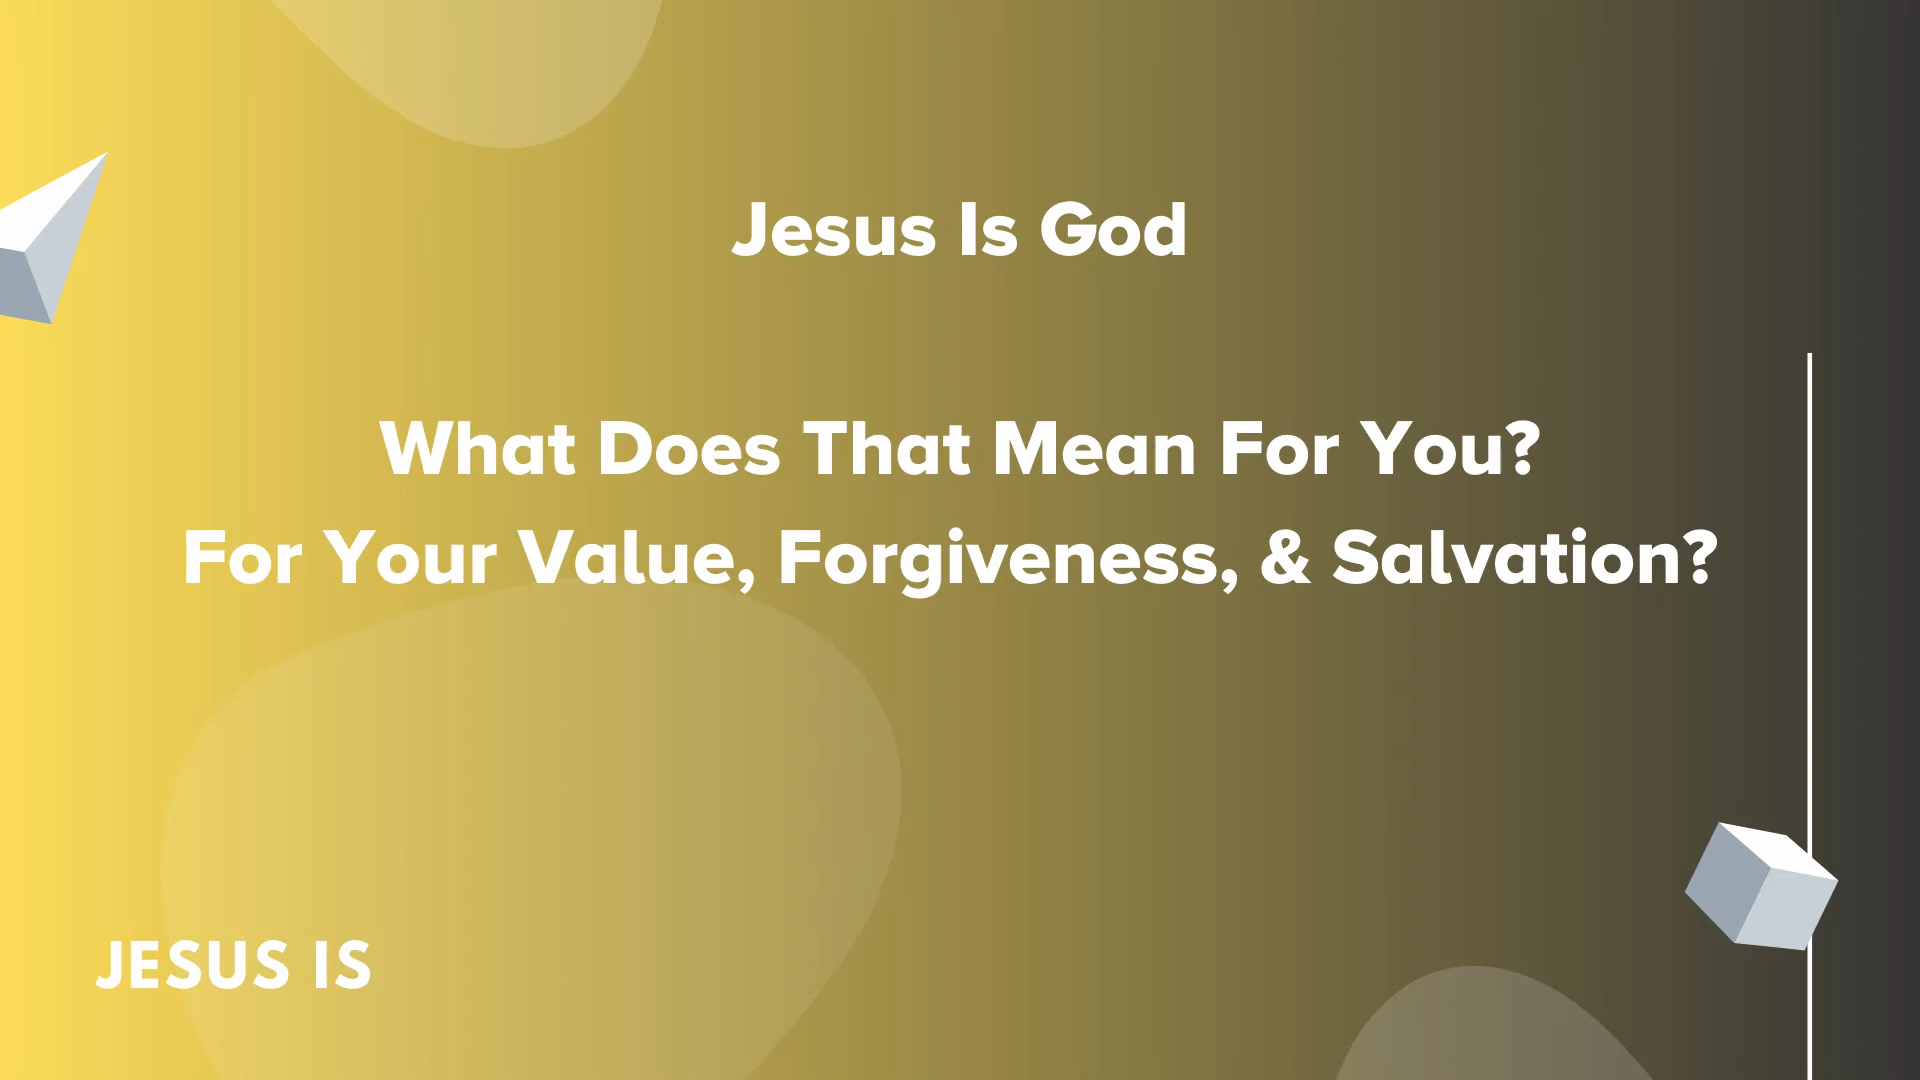 Jesus Is God
What Does That Mean For You?
For Your Value, Forgiveness, & Salvation?
JESUS IS